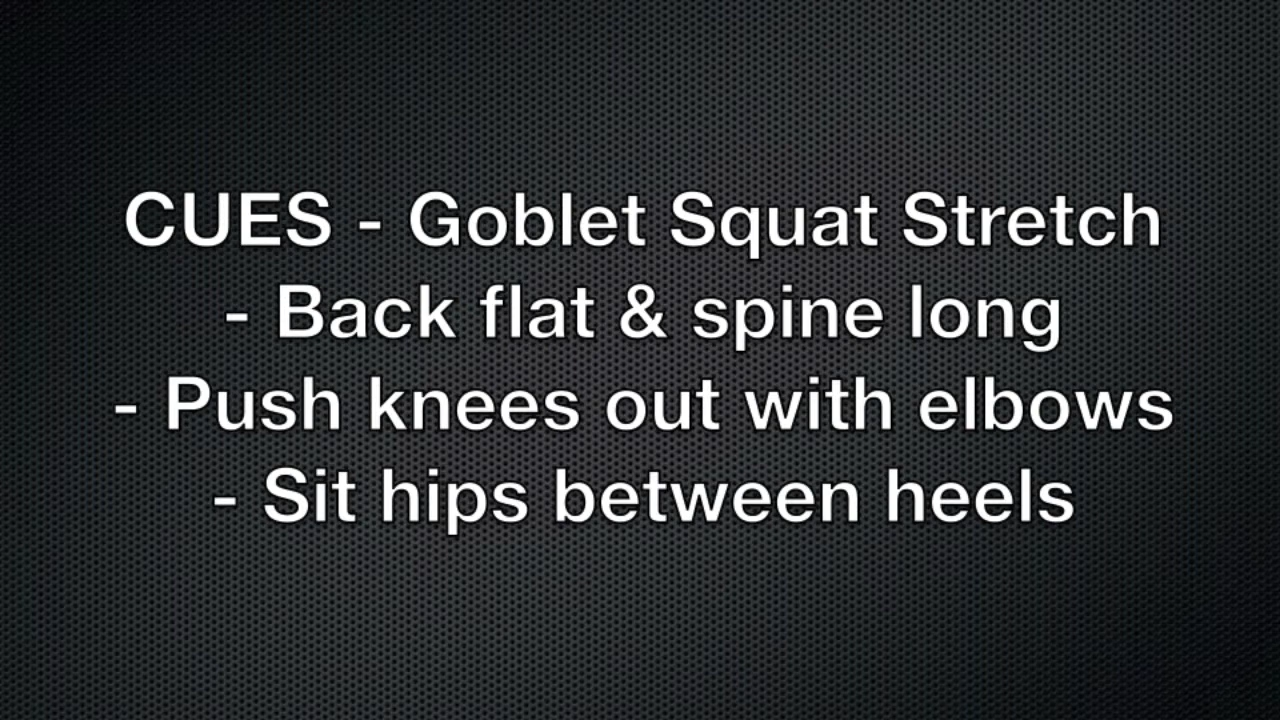 CUES - Goblet Squat Stretch
- Back flat & spine long
- Push knees out with elbows
- Sit hips between heels